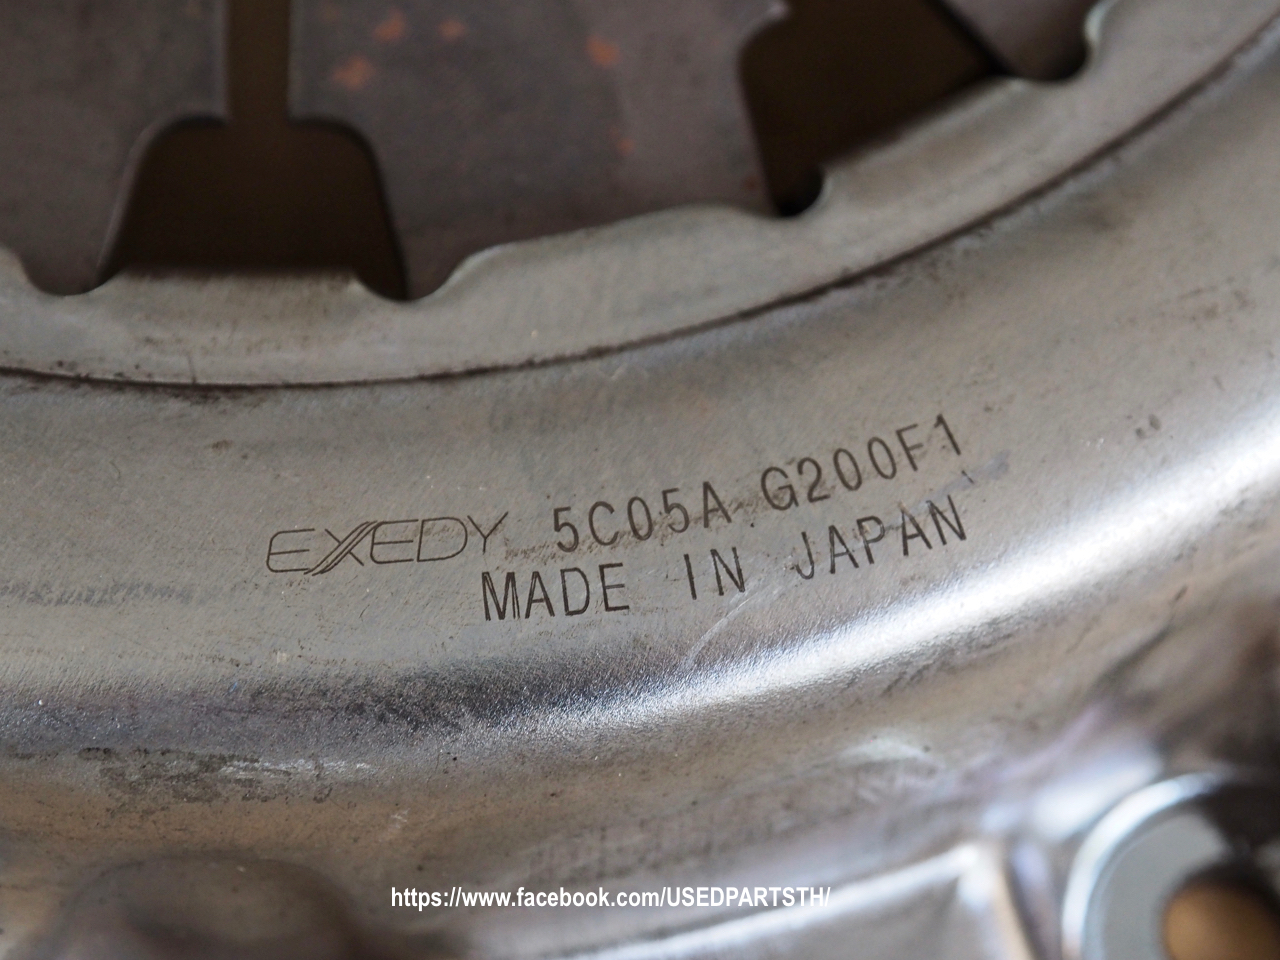 EXEDY 5C05A G200F1
MADE IN JAPAN
https://www.facebook.com/USEDPARTSTH/